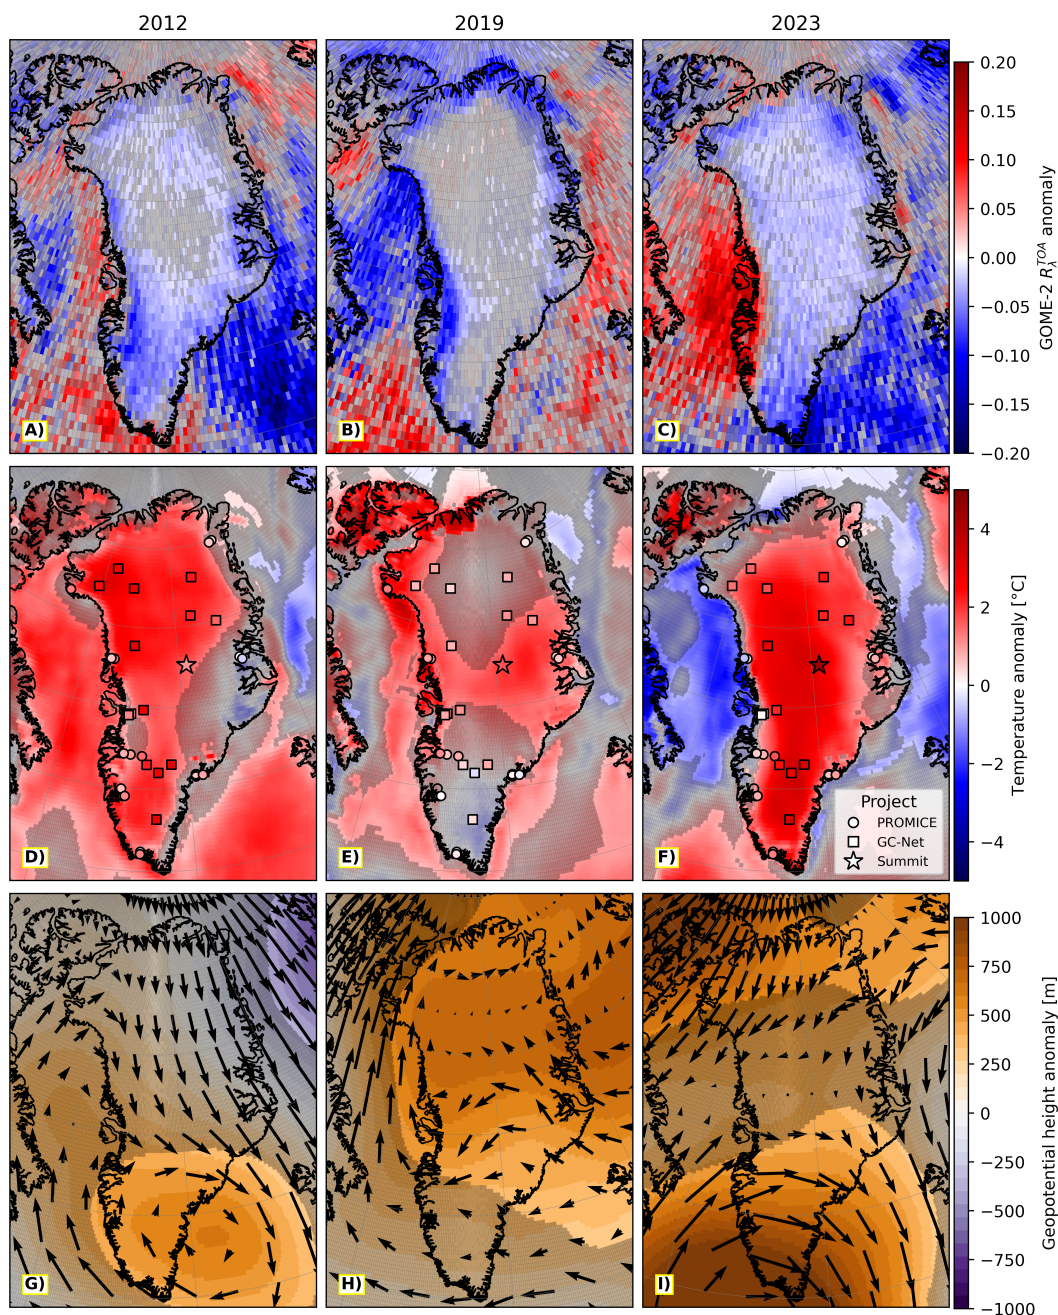 2012
2019
2023
A)
B)
C)
0.20
0.15
0.10
0.05
0.00
−0.05
−0.10
−0.15
−0.20
GOME-2 R_λ^TOA anomaly
D)
E)
F)
Project
PROMICE
GC-Net
Summit
4
2
0
−2
−4
Temperature anomaly [°C]
G)
H)
I)
1000
750
500
250
0
−250
−500
−750
−1000
Geopotential height anomaly [m]